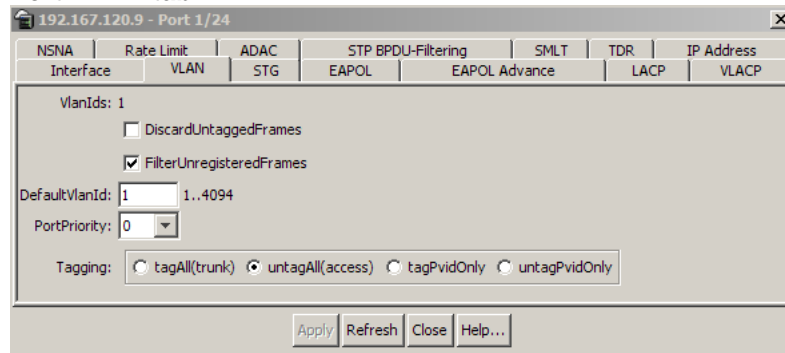 192.167.120.9 - Port 1/24
NSNA Rate Limit ADAC STP BPDU-Filtering SMLT TDR IP Address
Interface VLAN STG EAPOL EAPOL Advance LACP VLACP
VlanIds: 1
DiscardUntaggedFrames
FilterUnregisteredFrames
DefaultVlanId: 1 1..4094
PortPriority: 0
Tagging: tagAll(trunk) untagAll(access) tagPvidOnly untagPvidOnly
Apply Refresh Close Help...